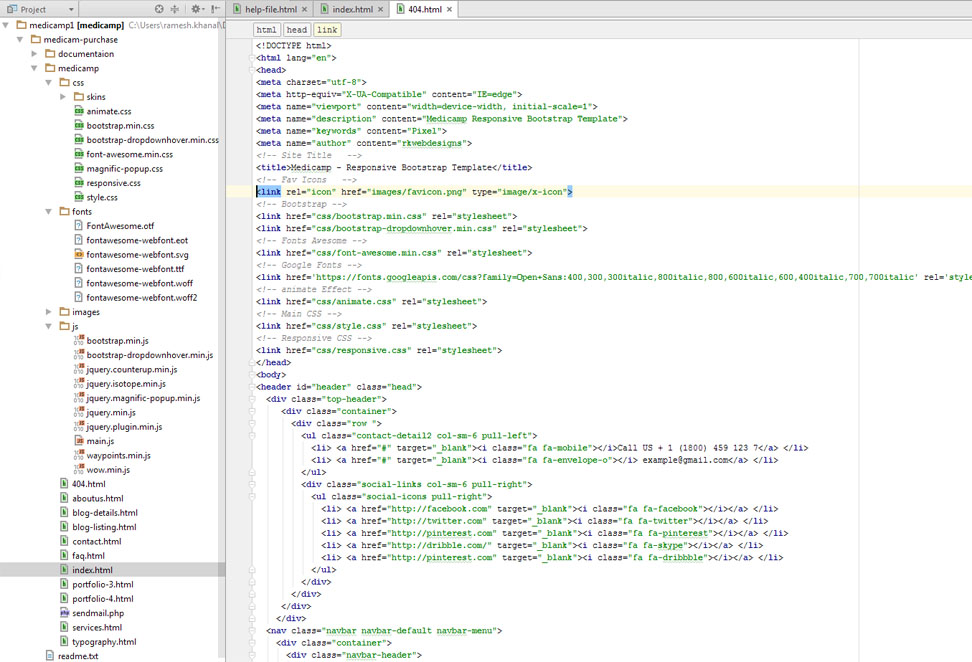 Project
medicamp1 [medicamp] C:\Users\ramesh.khanal\
medicam-purchase
documentaion
medicamp
css
skins
animate.css
bootstrap.min.css
bootstrap-dropdownhover.min.css
font-awesome.min.css
magnific-popup.css
responsive.css
style.css
fonts
FontAwesome.otf
fontawesome-webfont.eot
fontawesome-webfont.svg
fontawesome-webfont.ttf
fontawesome-webfont.woff
fontawesome-webfont.woff2
images
js
bootstrap.min.js
bootstrap-dropdownhover.min.js
jquery.counterup.min.js
jquery.isotope.min.js
jquery.magnific-popup.min.js
jquery.min.js
jquery.plugin.min.js
main.js
waypoints.min.js
wow.min.js
404.html
aboutus.html
blog-details.html
blog-listing.html
contact.html
faq.html
index.html
portfolio-3.html
portfolio-4.html
sendmail.php
services.html
typography.html
readme.txt
help-file.html × index.html × 404.html ×
html head link
<!DOCTYPE html>
<html lang="en">
<head>
<meta charset="utf-8">
<meta http-equiv="X-UA-Compatible" content="IE=edge">
<meta name="viewport" content="width=device-width, initial-scale=1">
<meta name="description" content="Medicamp Responsive Bootstrap Template">
<meta name="keywords" content="Pixel">
<meta name="author" content="rkwebdesigns">
<!-- Site Title -->
<title>Medicamp - Responsive Bootstrap Template</title>
<!-- Fav Icons -->
<link rel="icon" href="images/favicon.png" type="image/x-icon">
<!-- Bootstrap -->
<link href="css/bootstrap.min.css" rel="stylesheet">
<link href="css/bootstrap-dropdownhover.min.css" rel="stylesheet">
<!-- Fonts Awesome -->
<link href="css/font-awesome.min.css" rel="stylesheet">
<!-- Google Fonts -->
<link href='https://fonts.googleapis.com/css?family=Open+Sans:400,300,300italic,800italic,800,600italic,600,400italic,700,700italic' rel='style
<!-- animate Effect -->
<link href="css/animate.css" rel="stylesheet">
<!-- Main CSS -->
<link href="css/style.css" rel="stylesheet">
<!-- Responsive CSS -->
<link href="css/responsive.css" rel="stylesheet">
</head>
<body>
<header id="header" class="head">
<div class="top-header">
<div class="container">
<div class="row ">
<ul class="contact-detail2 col-sm-6 pull-left">
<li> <a href="#" target="_blank"><i class="fa fa-mobile"></i>Call US + 1 (1800) 459 123 7</a> </li>
<li> <a href="#" target="_blank"><i class="fa fa-envelope-o"></i> example@gmail.com</a> </li>
</ul>
<div class="social-links col-sm-6 pull-right">
<ul class="social-icons pull-right">
<li> <a href="http://facebook.com" target="_blank"><i class="fa fa-facebook"></i></a> </li>
<li> <a href="http://twitter.com" target="_blank"><i class="fa fa-twitter"></i></a> </li>
<li> <a href="http://pinterest.com" target="_blank"><i class="fa fa-pinterest"></i></a> </li>
<li> <a href="http://dribble.com/" target="_blank"><i class="fa fa-skype"></i></a> </li>
<li> <a href="http://pinterest.com" target="_blank"><i class="fa fa-dribbble"></i></a> </li>
</ul>
</div>
</div>
</div>
</div>
<nav class="navbar navbar-default navbar-menu">
<div class="container">
<div class="navbar-header">